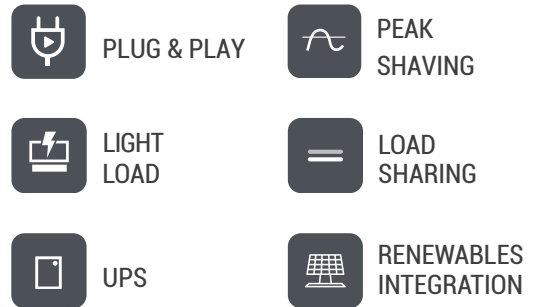 PLUG & PLAY
PEAK
SHAVING
LIGHT
LOAD
LOAD
SHARING
UPS
RENEWABLES
INTEGRATION